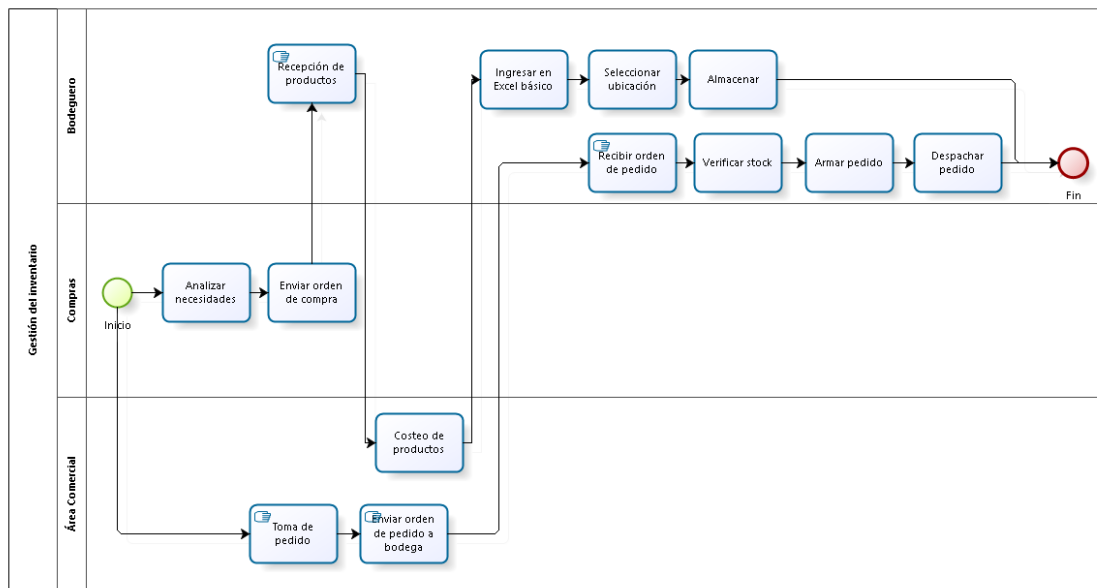 Gestión del inventario
Bodeguero
Recepción de
productos
Ingresar en
Excel básico
Seleccionar
ubicación
Almacenar
Recibir orden
de pedido
Verificar stock
Armar pedido
Despachar
pedido
Fin
Compras
Inicio
Analizar
necesidades
Enviar orden
de compra
Área Comercial
Costeo de
productos
Toma de
pedido
Enviar orden
de pedido a
bodega